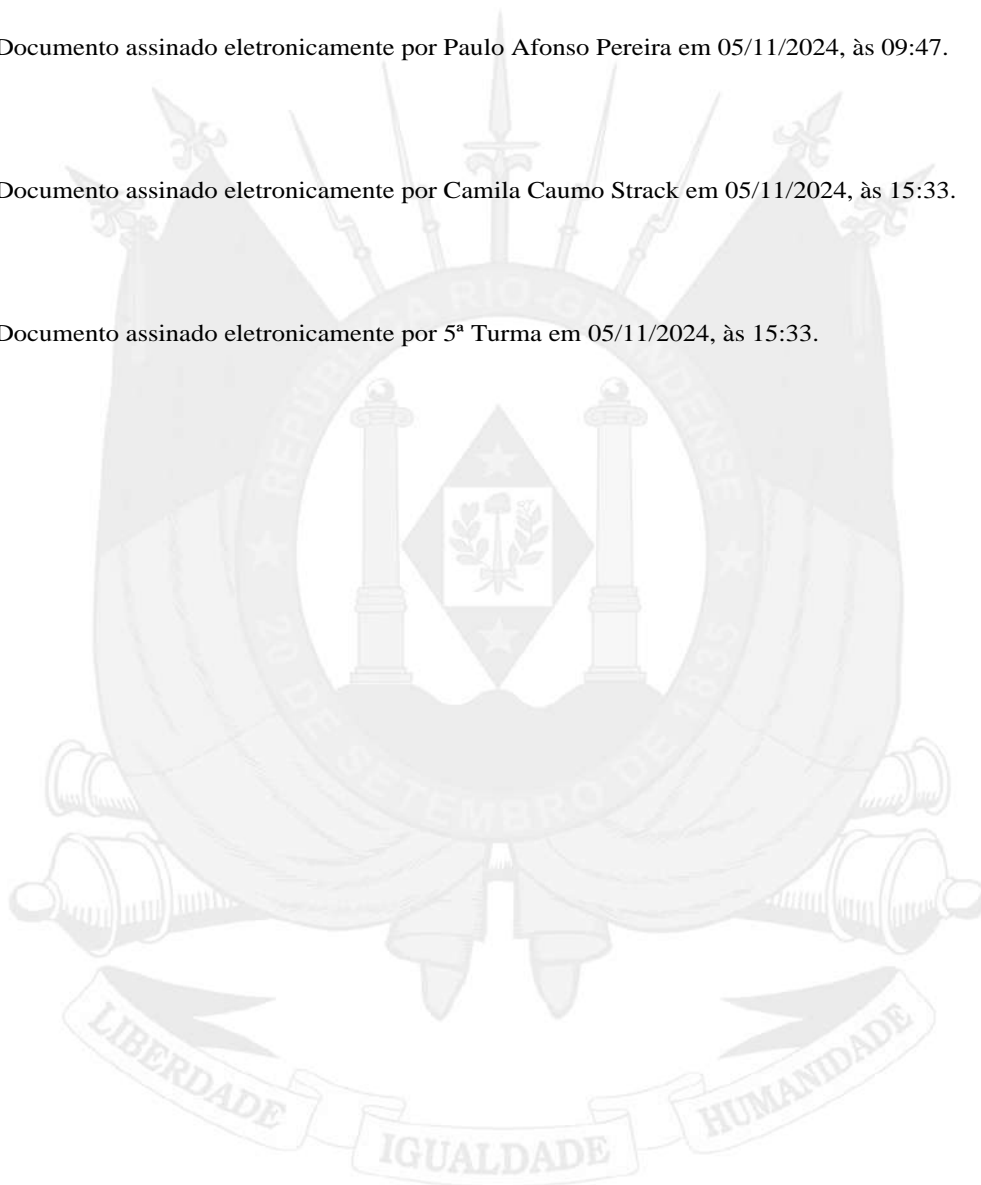 Documento assinado eletronicamente por Paulo Afonso Pereira em 05/11/2024, às 09:47.
Documento assinado eletronicamente por Camila Caumo Strack em 05/11/2024, às 15:33.
Documento assinado eletronicamente por 5ª Turma em 05/11/2024, às 15:33.
REPÚBLICA RIO-GRANDENSE
20 DE SETEMBRO DE 1835
LIBERDADE
IGUALDADE
HUMANIDADE